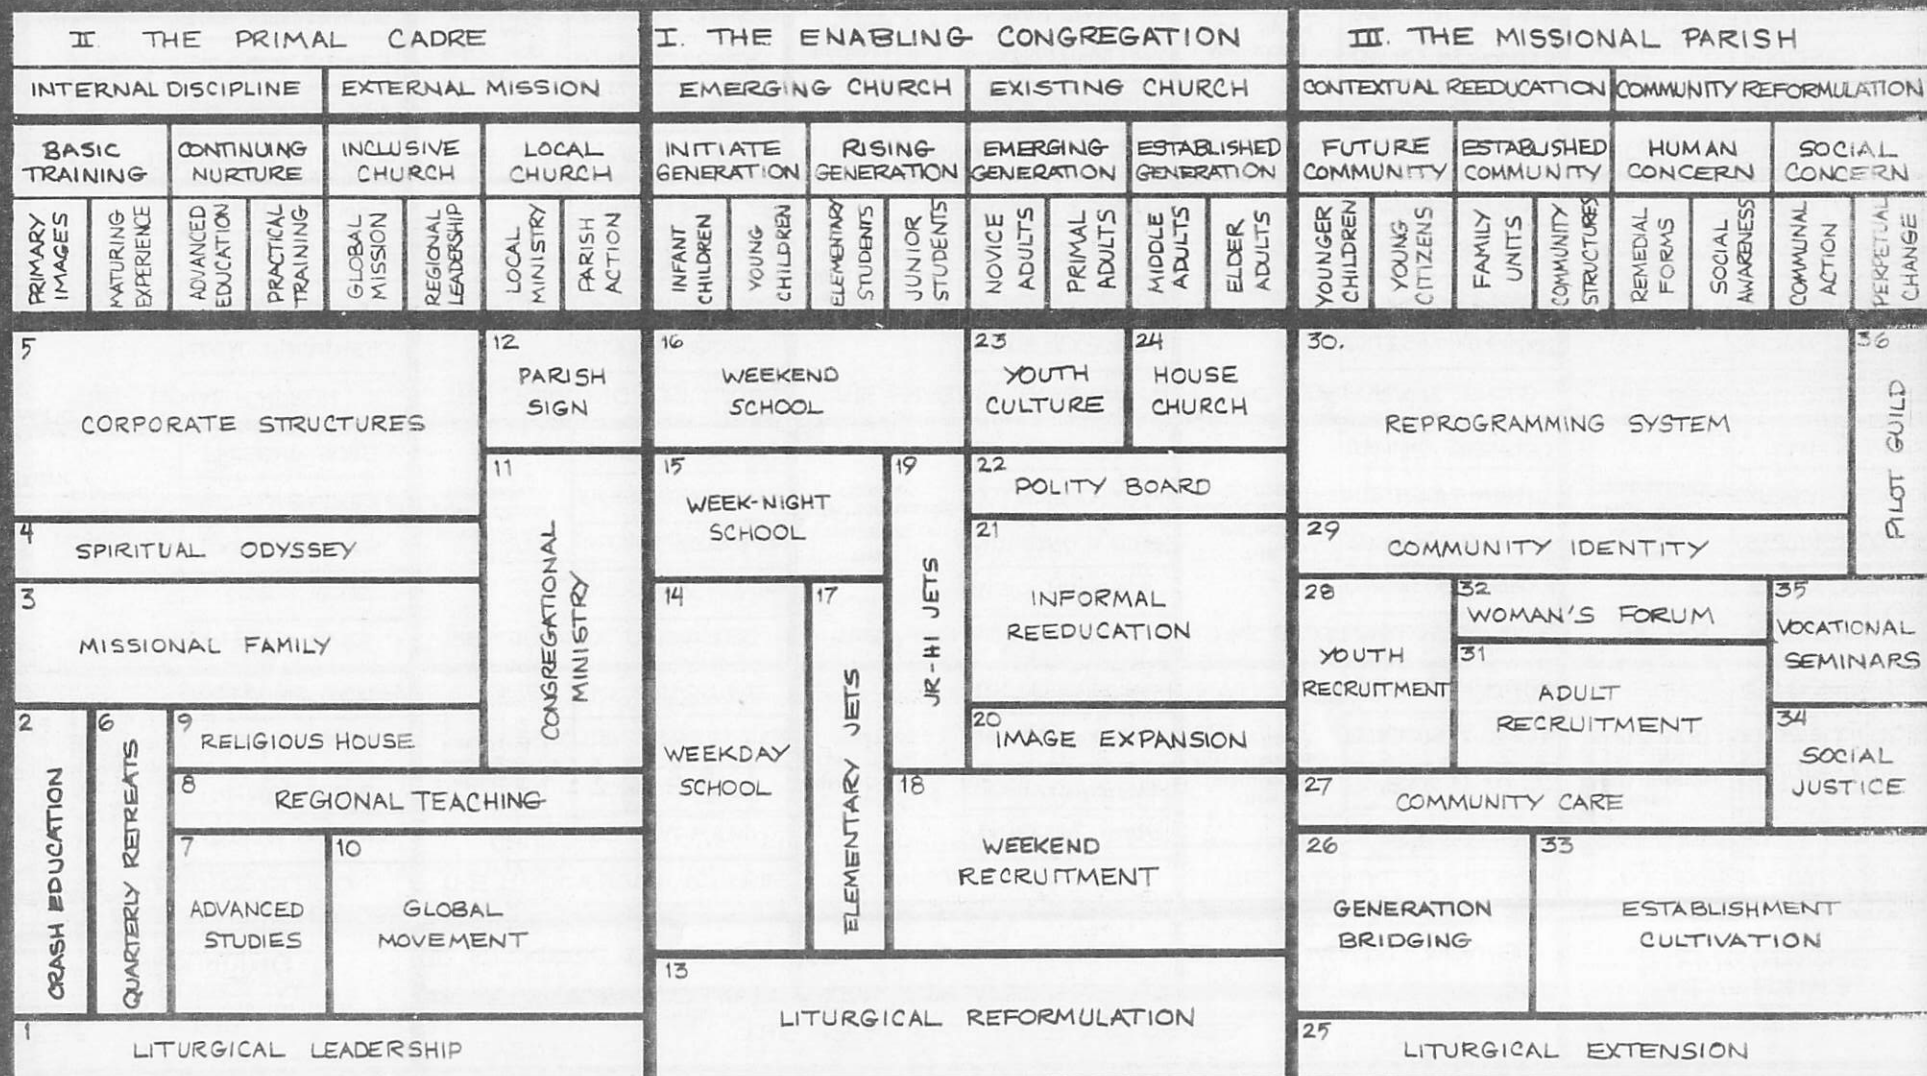 II. THE PRIMAL CADRE
I. THE ENABLING CONGREGATION
III. THE MISSIONAL PARISH
INTERNAL DISCIPLINE
EXTERNAL MISSION
EMERGING CHURCH
EXISTING CHURCH
CONTEXTUAL REEDUCATION
COMMUNITY REFORMULATION
BASIC
TRAINING
CONTINUING
NURTURE
INCLUSIVE
CHURCH
LOCAL
CHURCH
INITIATE
GENERATION
RISING
GENERATION
EMERGING
GENERATION
ESTABLISHED
GENERATION
FUTURE
COMMUNITY
ESTABLISHED
COMMUNITY
HUMAN
CONCERN
SOCIAL
CONCERN
PRIMARY
IMAGES
MATURING
EXPERIENCE
ADVANCED
EDUCATION
PRACTICAL
TRAINING
GLOBAL
MISSION
REGIONAL
LEADERSHIP
LOCAL
MINISTRY
PARISH
ACTION
INFANT
CHILDREN
YOUNG
CHILDREN
ELEMENTARY
STUDENTS
JUNIOR
STUDENTS
NOVICE
ADULTS
PRIMAL
ADULTS
MIDDLE
ADULTS
ELDER
ADULTS
YOUNGER
CHILDREN
YOUNG
CITIZENS
FAMILY
UNITS
COMMUNITY
STRUCTURES
REMEDIAL
FORMS
SOCIAL
AWARENESS
COMMUNAL
ACTION
PERPETUAL
CHANGE
5
CORPORATE STRUCTURES
12
PARISH
SIGN
11
CONGREGATIONAL
MINISTRY
4
SPIRITUAL ODYSSEY
3
MISSIONAL FAMILY
2
CRASH EDUCATION
6
QUARTERLY RETREATS
9
RELIGIOUS HOUSE
8
REGIONAL TEACHING
7
ADVANCED
STUDIES
10
GLOBAL
MOVEMENT
1
LITURGICAL LEADERSHIP
16
WEEKEND
SCHOOL
23
YOUTH
CULTURE
24
HOUSE
CHURCH
15
WEEK-NIGHT
SCHOOL
19
JR-HI JETS
22
POLITY BOARD
21
INFORMAL
REEDUCATION
14
WEEKDAY
SCHOOL
17
ELEMENTARY JETS
20
IMAGE EXPANSION
18
WEEKEND
RECRUITMENT
13
LITURGICAL REFORMULATION
30.
REPROGRAMMING SYSTEM
36
PILOT GUILD
29
COMMUNITY IDENTITY
28
YOUTH
RECRUITMENT
32
WOMAN'S FORUM
31
ADULT
RECRUITMENT
35
VOCATIONAL
SEMINARS
34
SOCIAL
JUSTICE
27
COMMUNITY CARE
26
GENERATION
BRIDGING
33
ESTABLISHMENT
CULTIVATION
25
LITURGICAL EXTENSION